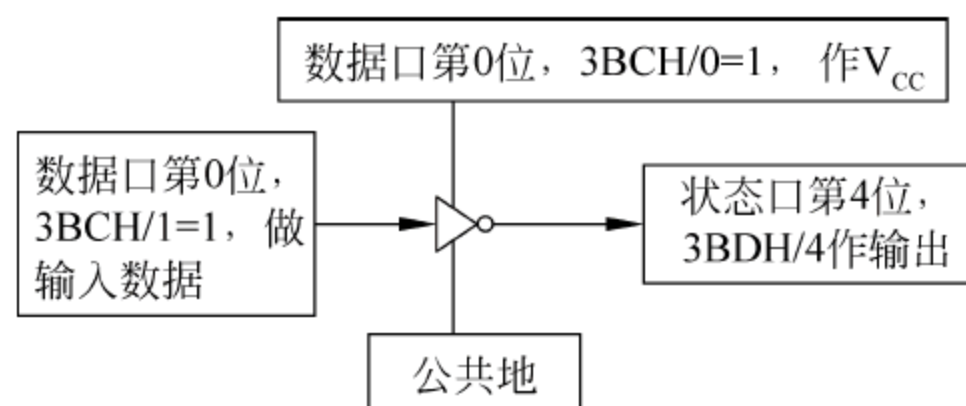 数据口第0位，3BCH/0=1， 作VCC
数据口第0位，
3BCH/1=1，做
输入数据
状态口第4位，
3BDH/4作输出
公共地